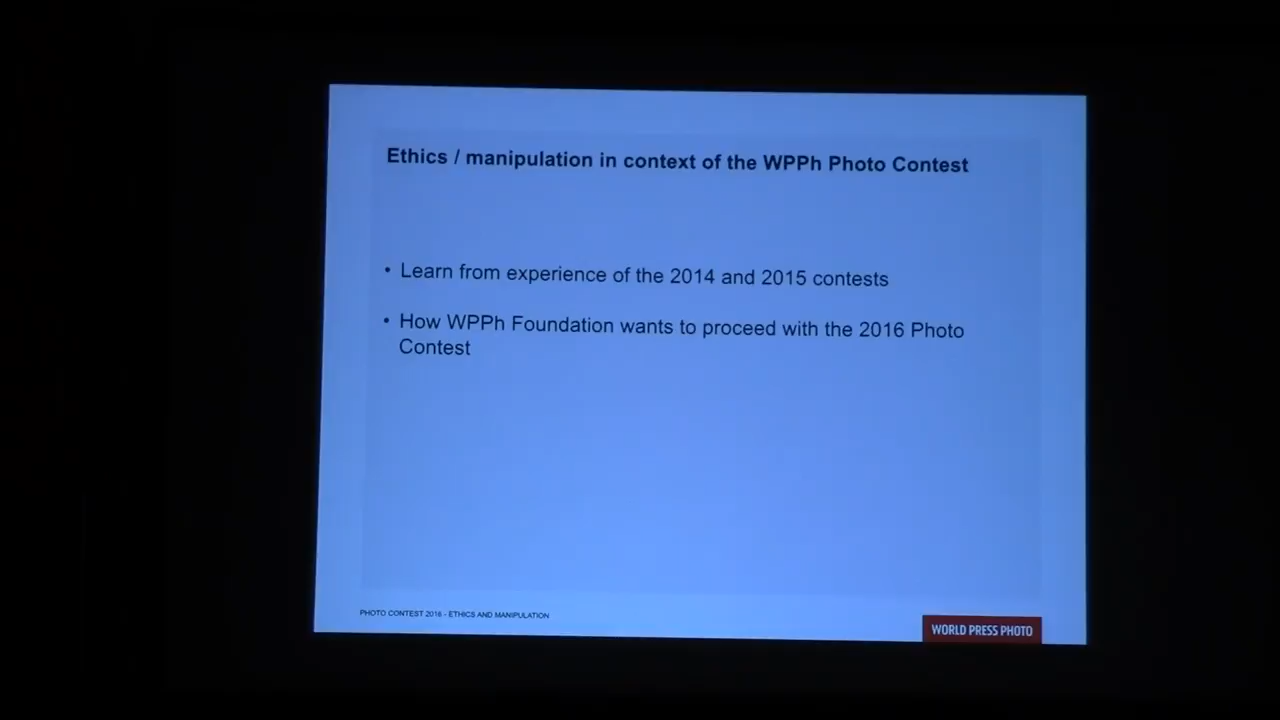 Ethics / manipulation in context of the WPPh Photo Contest
• Learn from experience of the 2014 and 2015 contests
• How WPPh Foundation wants to proceed with the 2016 Photo
Contest
PHOTO CONTEST 2016 - ETHICS AND MANIPULATION
WORLD PRESS PHOTO